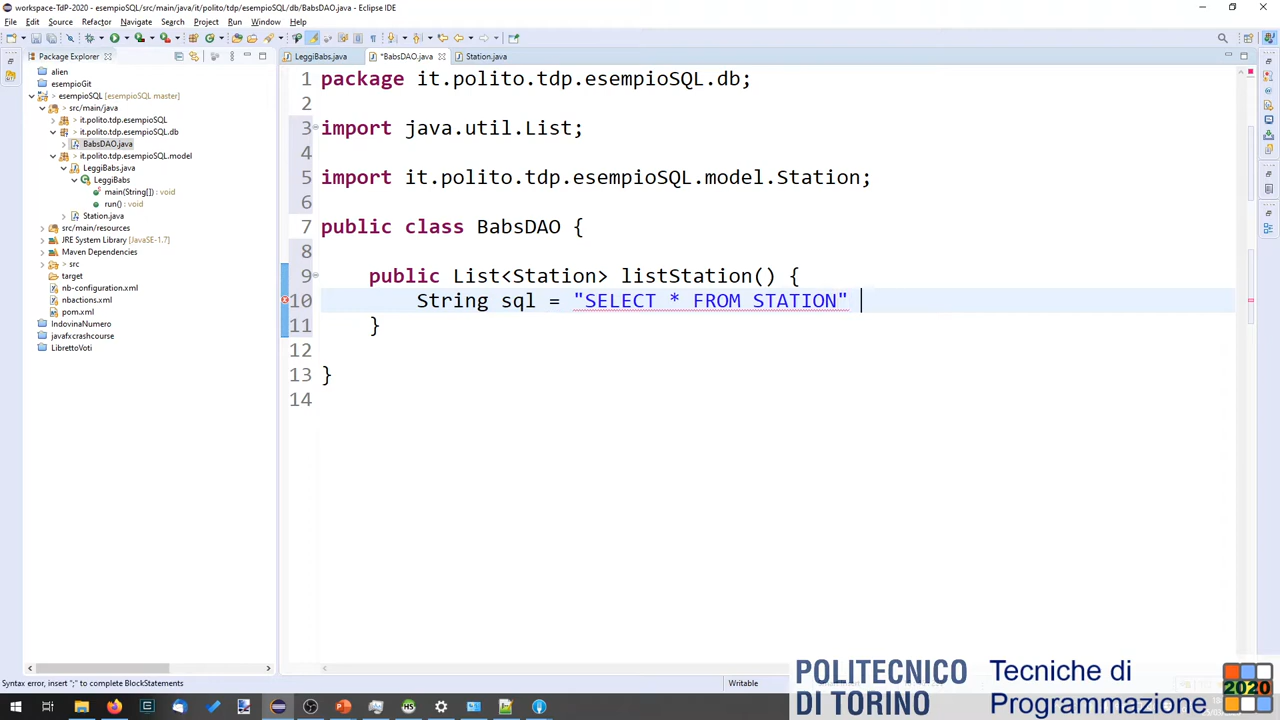 workspace-TdP-2020 - esempioSQL/src/main/java/it/polito/tdp/esempioSQL/db/BabsDAO.java - Eclipse IDE
File Edit Source Refactor Navigate Search Project Run Window Help
Package Explorer
LeggiBabs.java *BabsDAO.java Station.java
alien
esempioGit
esempioSQL [esempioSQL master]
src/main/java
it.polito.tdp.esempioSQL
it.polito.tdp.esempioSQL.db
BabsDAO.java
it.polito.tdp.esempioSQL.model
LeggiBabs.java
LeggiBabs
main(String[]) : void
run() : void
Station.java
src/main/resources
JRE System Library [JavaSE-1.7]
Maven Dependencies
src
target
nb-configuration.xml
nbactions.xml
pom.xml
IndovinaNumero
javafxcrashcourse
LibrettoVoti
1 package it.polito.tdp.esempioSQL.db;
2
3 import java.util.List;
4
5 import it.polito.tdp.esempioSQL.model.Station;
6
7 public class BabsDAO {
8
9 public List<Station> listStation() {
10 String sql = "SELECT * FROM STATION"
11 }
12
13 }
14
Syntax error, insert ";" to complete BlockStatements
Writable
POLITECNICO
DI TORINO
Tecniche di
Programmazione
2020